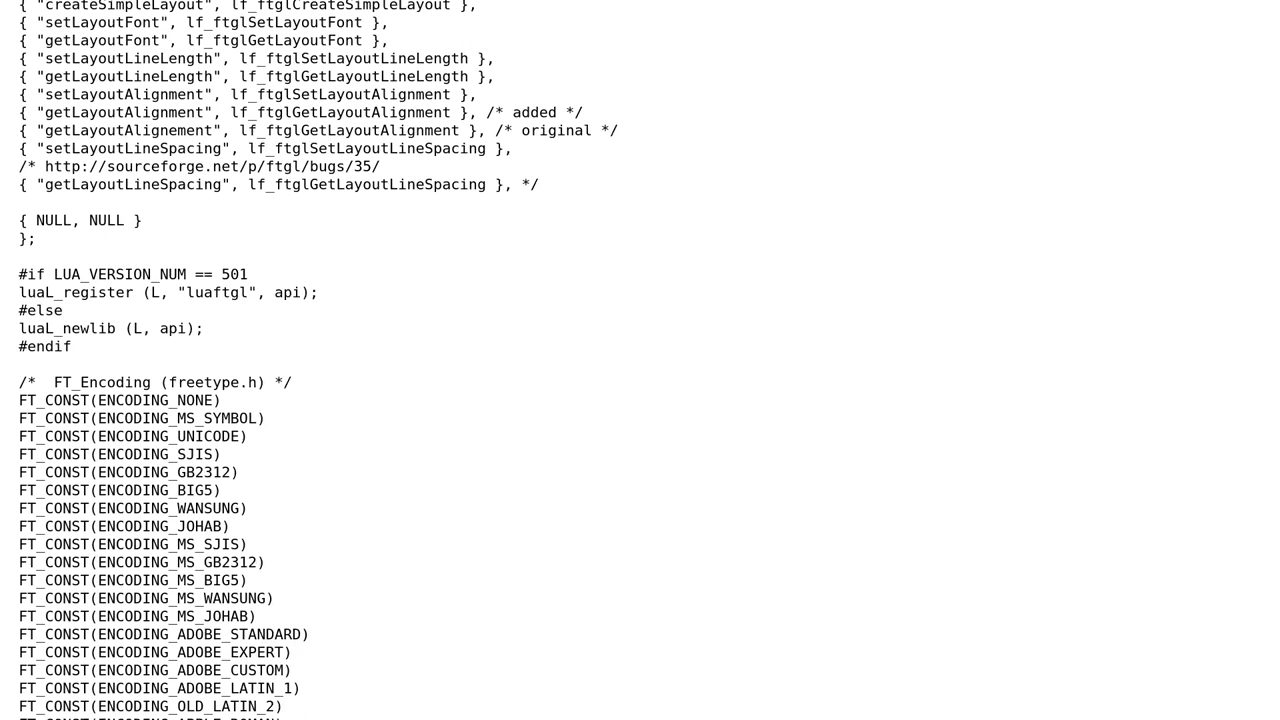 { "createSimpleLayout", lf_ftglCreateSimpleLayout },
{ "setLayoutFont", lf_ftglSetLayoutFont },
{ "getLayoutFont", lf_ftglGetLayoutFont },
{ "setLayoutLineLength", lf_ftglSetLayoutLineLength },
{ "getLayoutLineLength", lf_ftglGetLayoutLineLength },
{ "setLayoutAlignment", lf_ftglSetLayoutAlignment },
{ "getLayoutAlignment", lf_ftglGetLayoutAlignment }, /* added */
{ "getLayoutAlignement", lf_ftglGetLayoutAlignment }, /* original */
{ "setLayoutLineSpacing", lf_ftglSetLayoutLineSpacing },
/* http://sourceforge.net/p/ftgl/bugs/35/
{ "getLayoutLineSpacing", lf_ftglGetLayoutLineSpacing }, */

{ NULL, NULL }
};

#if LUA_VERSION_NUM == 501
luaL_register (L, "luaftgl", api);
#else
luaL_newlib (L, api);
#endif

/*  FT_Encoding (freetype.h) */
FT_CONST(ENCODING_NONE)
FT_CONST(ENCODING_MS_SYMBOL)
FT_CONST(ENCODING_UNICODE)
FT_CONST(ENCODING_SJIS)
FT_CONST(ENCODING_GB2312)
FT_CONST(ENCODING_BIG5)
FT_CONST(ENCODING_WANSUNG)
FT_CONST(ENCODING_JOHAB)
FT_CONST(ENCODING_MS_SJIS)
FT_CONST(ENCODING_MS_GB2312)
FT_CONST(ENCODING_MS_BIG5)
FT_CONST(ENCODING_MS_WANSUNG)
FT_CONST(ENCODING_MS_JOHAB)
FT_CONST(ENCODING_ADOBE_STANDARD)
FT_CONST(ENCODING_ADOBE_EXPERT)
FT_CONST(ENCODING_ADOBE_CUSTOM)
FT_CONST(ENCODING_ADOBE_LATIN_1)
FT_CONST(ENCODING_OLD_LATIN_2)